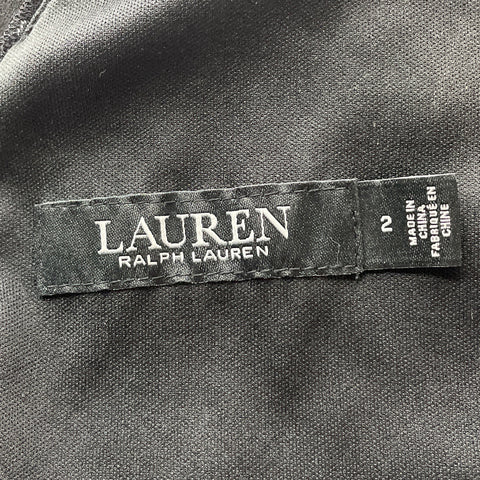 LAUREN
RALPH LAUREN
2
MADE IN
CHINA
FABRIQUÉ EN
CHINE